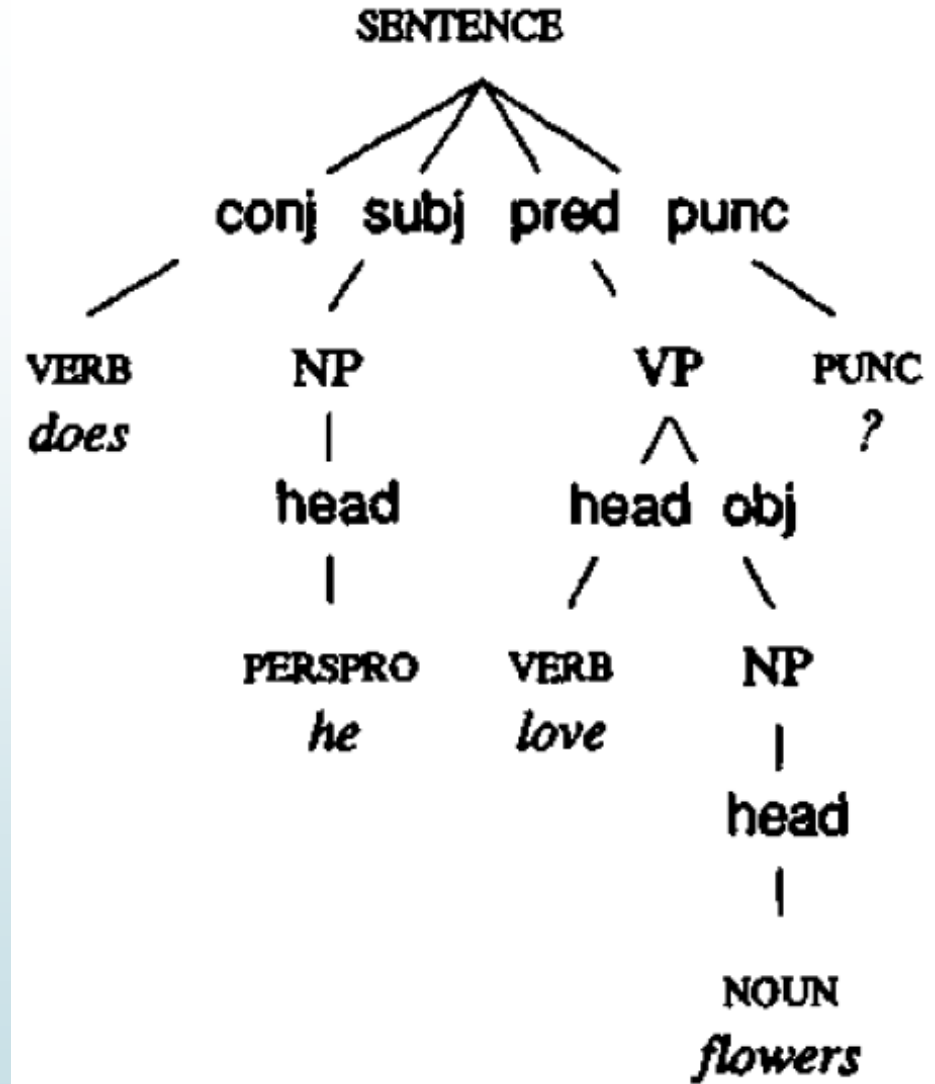 SENTENCE
conj subj pred punc
VERB NP VP PUNC
does ?
head head obj
PERSPRO VERB NP
he love
head
NOUN
flowers